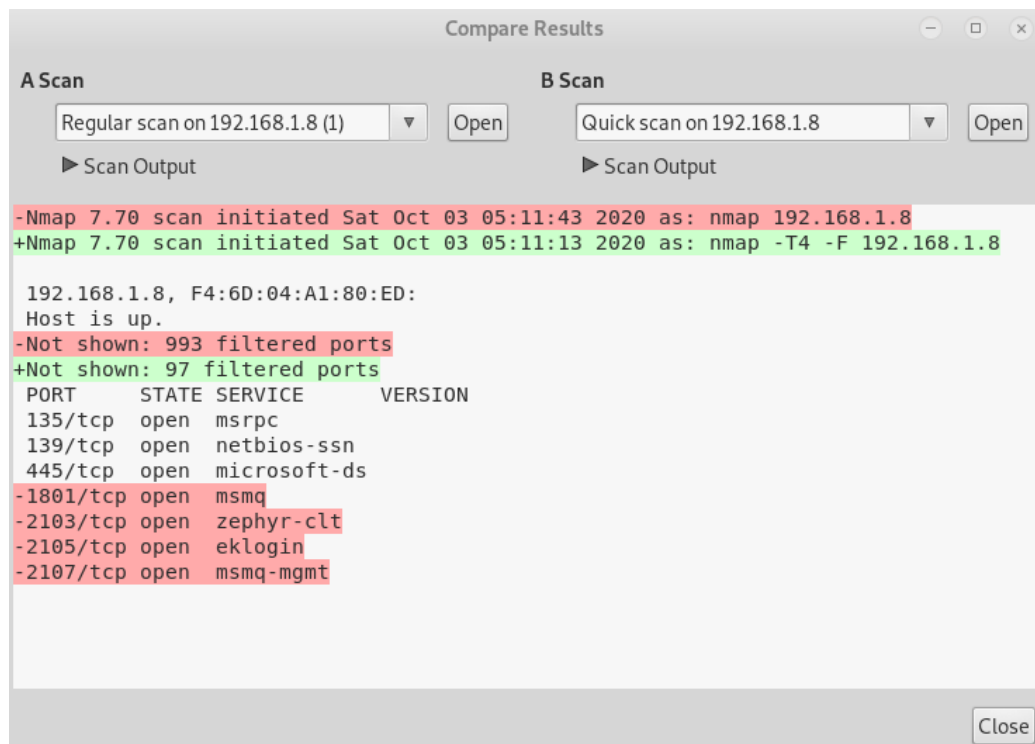 Compare Results
A Scan
B Scan
Regular scan on 192.168.1.8 (1)
Open
Quick scan on 192.168.1.8
Open
Scan Output
Scan Output
-Nmap 7.70 scan initiated Sat Oct 03 05:11:43 2020 as: nmap 192.168.1.8
+Nmap 7.70 scan initiated Sat Oct 03 05:11:13 2020 as: nmap -T4 -F 192.168.1.8
192.168.1.8, F4:6D:04:A1:80:ED:
Host is up.
-Not shown: 993 filtered ports
+Not shown: 97 filtered ports
PORT     STATE SERVICE      VERSION
135/tcp  open  msrpc
139/tcp  open  netbios-ssn
445/tcp  open  microsoft-ds
-1801/tcp open  msmq
-2103/tcp open  zephyr-clt
-2105/tcp open  eklogin
-2107/tcp open  msmq-mgmt
Close